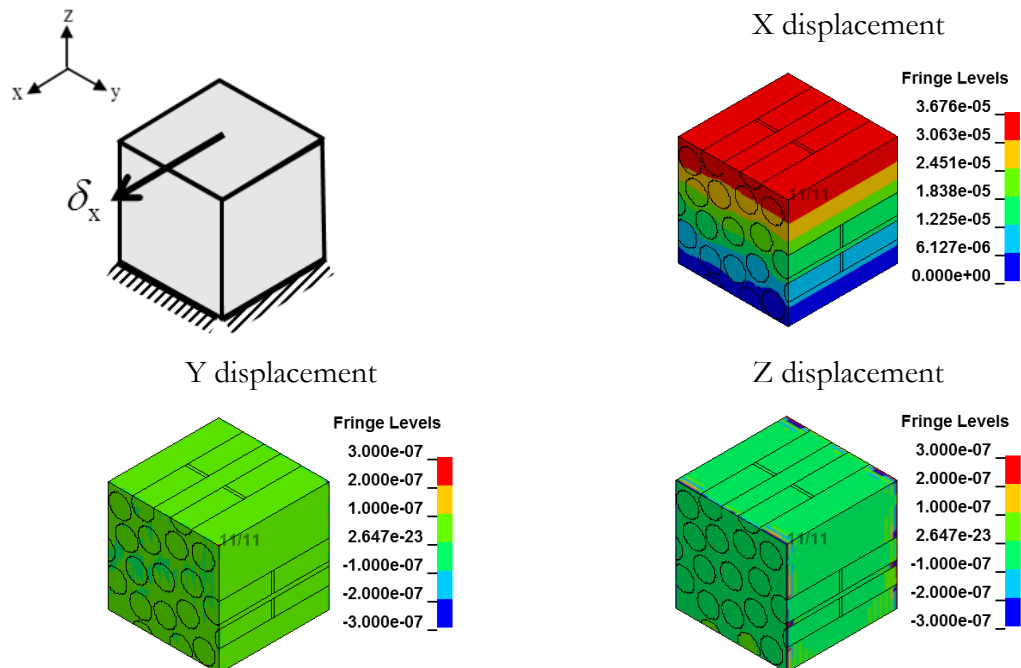 z
x
y
δx
X displacement
Fringe Levels
3.676e-05
3.063e-05
2.451e-05
1.838e-05
1.225e-05
6.127e-06
0.000e+00
11/11
Y displacement
Fringe Levels
3.000e-07
2.000e-07
1.000e-07
2.647e-23
-1.000e-07
-2.000e-07
-3.000e-07
11/11
Z displacement
Fringe Levels
3.000e-07
2.000e-07
1.000e-07
2.647e-23
-1.000e-07
-2.000e-07
-3.000e-07
11/11